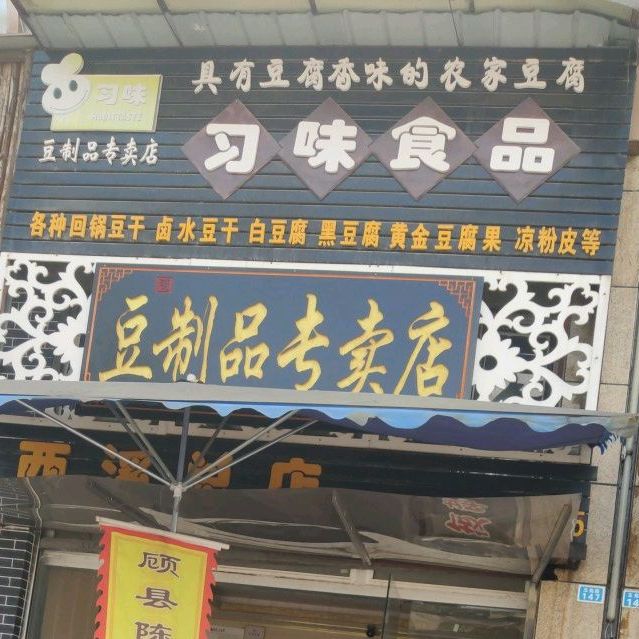 具有豆腐香味的农家豆腐
习味
豆制品专卖店
习味食品
各种回锅豆干 卤水豆干 白豆腐 黑豆腐 黄金豆腐果 凉粉皮等
豆制品专卖店
西溪 店
顾县陈
147